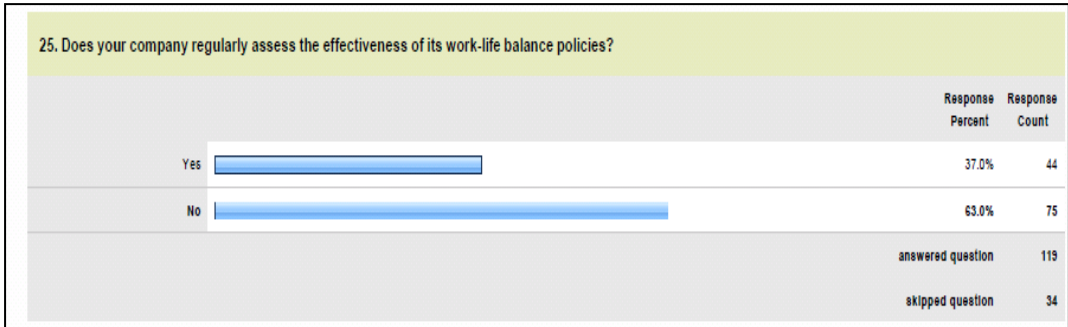 25. Does your company regularly assess the effectiveness of its work-life balance policies?
Response Response
Percent Count
Yes 37.0% 44
No 63.0% 75
answered question 119
skipped question 34